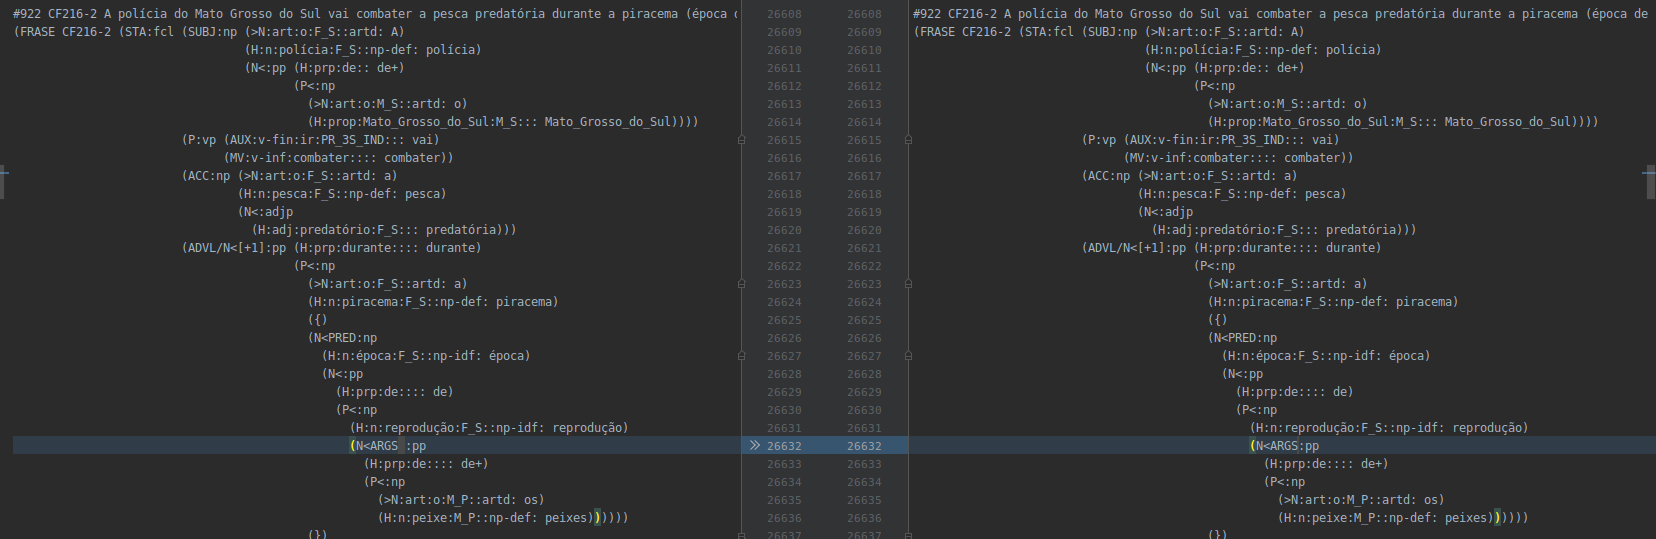 #922 CF216-2 A polícia do Mato Grosso do Sul vai combater a pesca predatória durante a piracema (época
(FRASE CF216-2 (STA:fcl (SUBJ:np (>N:art:o:F_S::artd: A)
(H:n:polícia:F_S::np-def: polícia)
(N<:pp (H:prp:de:: de+)
(P<:np
(>N:art:o:M_S::artd: o)
(H:prop:Mato_Grosso_do_Sul:M_S::: Mato_Grosso_do_Sul))))
(P:vp (AUX:v-fin:ir:PR_3S_IND::: vai)
(MV:v-inf:combater:::: combater))
(ACC:np (>N:art:o:F_S::artd: a)
(H:n:pesca:F_S::np-def: pesca)
(N<:adjp
(H:adj:predatório:F_S::: predatória)))
(ADVL/N<[+1]:pp (H:prp:durante:::: durante)
(P<:np
(>N:art:o:F_S::artd: a)
(H:n:piracema:F_S::np-def: piracema)
({)
(N<PRED:np
(H:n:época:F_S::np-idf: época)
(N<:pp
(H:prp:de:::: de)
(P<:np
(H:n:reprodução:F_S::np-idf: reprodução)
(N<ARGS :pp
(H:prp:de:::: de+)
(P<:np
(>N:art:o:M_P::artd: os)
(H:n:peixe:M_P::np-def: peixes))))))
(})
26608 26608
26609 26609
26610 26610
26611 26611
26612 26612
26613 26613
26614 26614
26615 26615
26616 26616
26617 26617
26618 26618
26619 26619
26620 26620
26621 26621
26622 26622
26623 26623
26624 26624
26625 26625
26626 26626
26627 26627
26628 26628
26629 26629
26630 26630
26631 26631
>> 26632 26632
26633 26633
26634 26634
26635 26635
26636 26636
26637 26637
#922 CF216-2 A polícia do Mato Grosso do Sul vai combater a pesca predatória durante a piracema (época de
(FRASE CF216-2 (STA:fcl (SUBJ:np (>N:art:o:F_S::artd: A)
(H:n:polícia:F_S::np-def: polícia)
(N<:pp (H:prp:de:: de+)
(P<:np
(>N:art:o:M_S::artd: o)
(H:prop:Mato_Grosso_do_Sul:M_S::: Mato_Grosso_do_Sul))))
(P:vp (AUX:v-fin:ir:PR_3S_IND::: vai)
(MV:v-inf:combater:::: combater))
(ACC:np (>N:art:o:F_S::artd: a)
(H:n:pesca:F_S::np-def: pesca)
(N<:adjp
(H:adj:predatório:F_S::: predatória)))
(ADVL/N<[+1]:pp (H:prp:durante:::: durante)
(P<:np
(>N:art:o:F_S::artd: a)
(H:n:piracema:F_S::np-def: piracema)
({)
(N<PRED:np
(H:n:época:F_S::np-idf: época)
(N<:pp
(H:prp:de:::: de)
(P<:np
(H:n:reprodução:F_S::np-idf: reprodução)
(N<ARGS:pp
(H:prp:de:::: de+)
(P<:np
(>N:art:o:M_P::artd: os)
(H:n:peixe:M_P::np-def: peixes))))))
(})